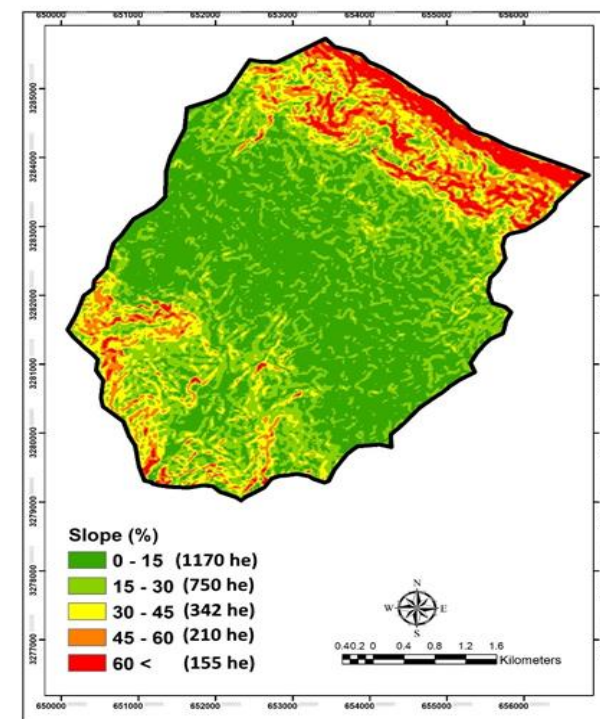 650000 651000 652000 653000 654000 655000 656000
3285000
3284000
3283000
3282000
3281000
3280000
3279000
3278000
3277000
Slope (%)
0 - 15 (1170 he)
15 - 30 (750 he)
30 - 45 (342 he)
45 - 60 (210 he)
60 < (155 he)
N
W E
S
0.40.2 0 0.4 0.8 1.2 1.6
Kilometers
650000 651000 652000 653000 654000 655000 656000